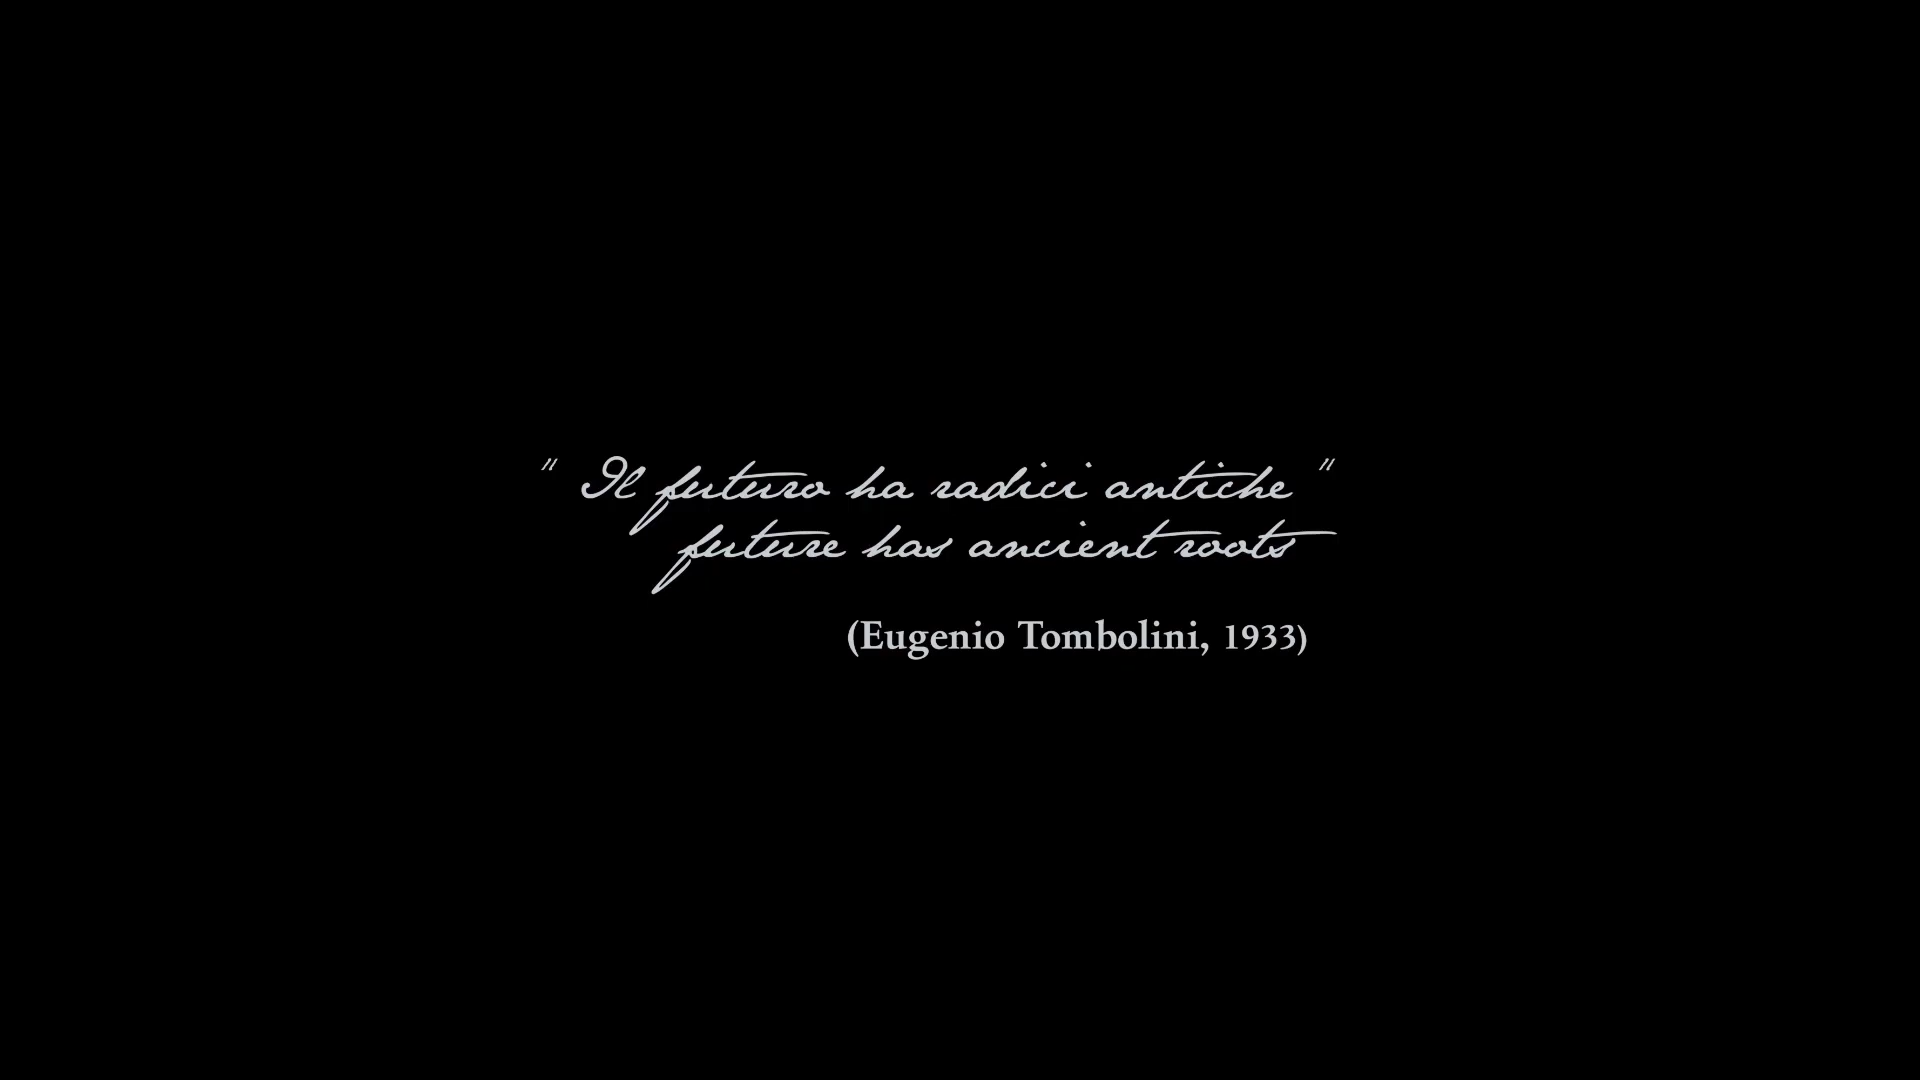 " Il futuro ha radici antiche "
future has ancient roots
(Eugenio Tombolini, 1933)